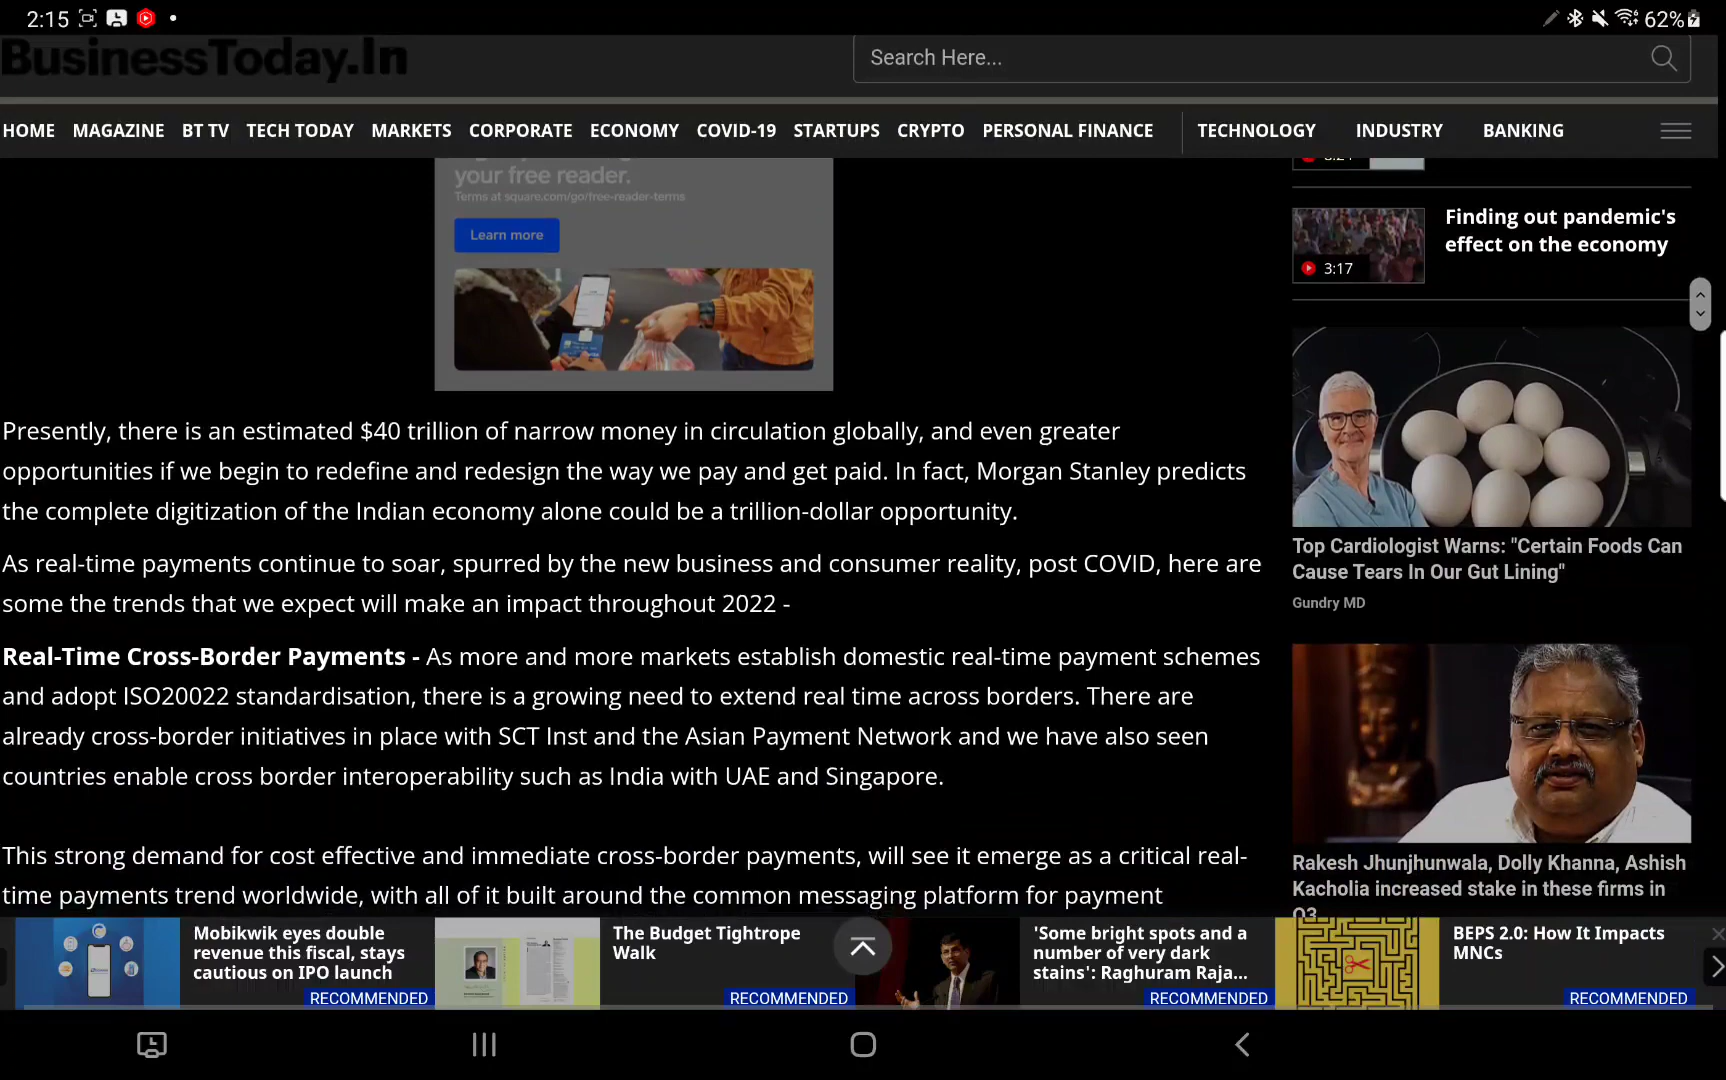 2:15
62%
BusinessToday.In
Search Here...
HOME MAGAZINE BT TV TECH TODAY MARKETS CORPORATE ECONOMY COVID-19 STARTUPS CRYPTO PERSONAL FINANCE TECHNOLOGY INDUSTRY BANKING
your free reader.
Terms at square.com/go/free-reader-terms
Learn more
Presently, there is an estimated $40 trillion of narrow money in circulation globally, and even greater
opportunities if we begin to redefine and redesign the way we pay and get paid. In fact, Morgan Stanley predicts
the complete digitization of the Indian economy alone could be a trillion-dollar opportunity.
As real-time payments continue to soar, spurred by the new business and consumer reality, post COVID, here are
some the trends that we expect will make an impact throughout 2022 -
Real-Time Cross-Border Payments - As more and more markets establish domestic real-time payment schemes
and adopt ISO20022 standardisation, there is a growing need to extend real time across borders. There are
already cross-border initiatives in place with SCT Inst and the Asian Payment Network and we have also seen
countries enable cross border interoperability such as India with UAE and Singapore.
This strong demand for cost effective and immediate cross-border payments, will see it emerge as a critical real-
time payments trend worldwide, with all of it built around the common messaging platform for payment
Finding out pandemic's
effect on the economy
3:17
Top Cardiologist Warns: "Certain Foods Can
Cause Tears In Our Gut Lining"
Gundry MD
Rakesh Jhunjhunwala, Dolly Khanna, Ashish
Kacholia increased stake in these firms in
Q3
Mobikwik eyes double
revenue this fiscal, stays
cautious on IPO launch
RECOMMENDED
The Budget Tightrope
Walk
RECOMMENDED
'Some bright spots and a
number of very dark
stains': Raghuram Raja...
RECOMMENDED
BEPS 2.0: How It Impacts
MNCs
RECOMMENDED